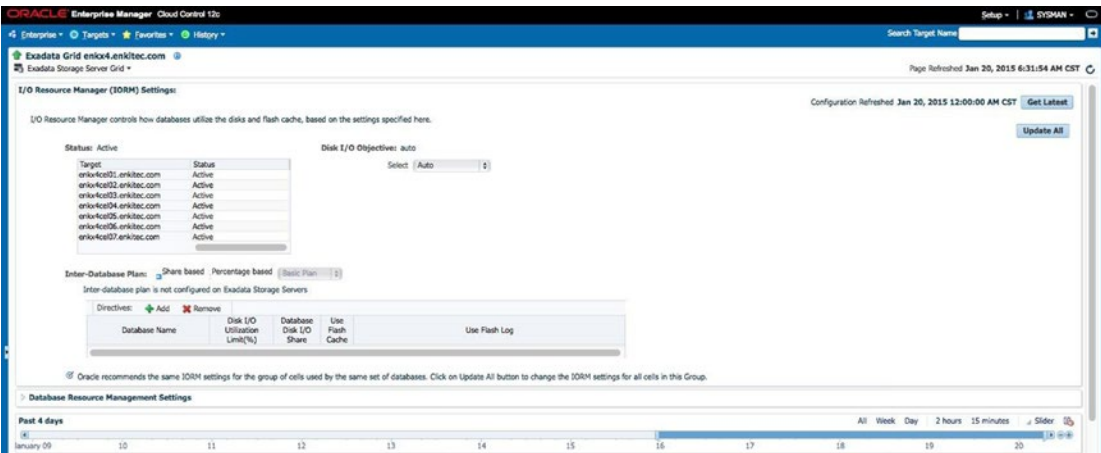 ORACLE Enterprise Manager Cloud Control 12c
Setup SYSMAN
Enterprise Targets Favorites History
Search Target Name
Exadata Grid enkx4.enkitec.com
Exadata Storage Server Grid
Page Refreshed Jan 20, 2015 6:31:54 AM CST
I/O Resource Manager (IORM) Settings:
Configuration Refreshed Jan 20, 2015 12:00:00 AM CST Get Latest
I/O Resource Manager controls how databases utilize the disks and flash cache, based on the settings specified here.
Update All
Status: Active
Disk I/O Objective: auto
Select Auto
Target Status
enkx4cel01.enkitec.com Active
enkx4cel02.enkitec.com Active
enkx4cel03.enkitec.com Active
enkx4cel04.enkitec.com Active
enkx4cel05.enkitec.com Active
enkx4cel06.enkitec.com Active
enkx4cel07.enkitec.com Active
Inter-Database Plan: Share based Percentage based Basic Plan
Inter-database plan is not configured on Exadata Storage Servers
Directives: Add Remove
Database Name
Disk I/O Utilization Limit(%)
Database Disk I/O Share
Use Flash Cache
Use Flash Log
Oracle recommends the same IORM settings for the group of cells used by the same set of databases. Click on Update All button to change the IORM settings for all cells in this Group.
Database Resource Management Settings
Past 4 days
All Week Day 2 hours 15 minutes Slider
January 09 10 11 12 13 14 15 16 17 18 19 20